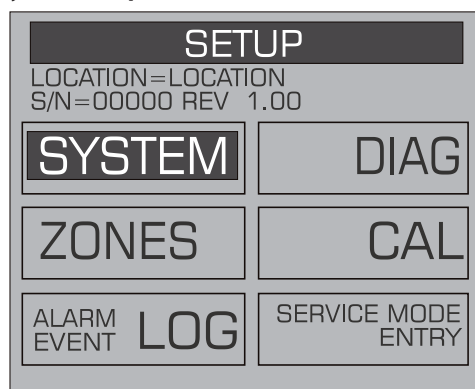 SETUP
LOCATION=LOCATION
S/N=00000 REV 1.00
SYSTEM
DIAG
ZONES
CAL
ALARM EVENT LOG
SERVICE MODE
ENTRY